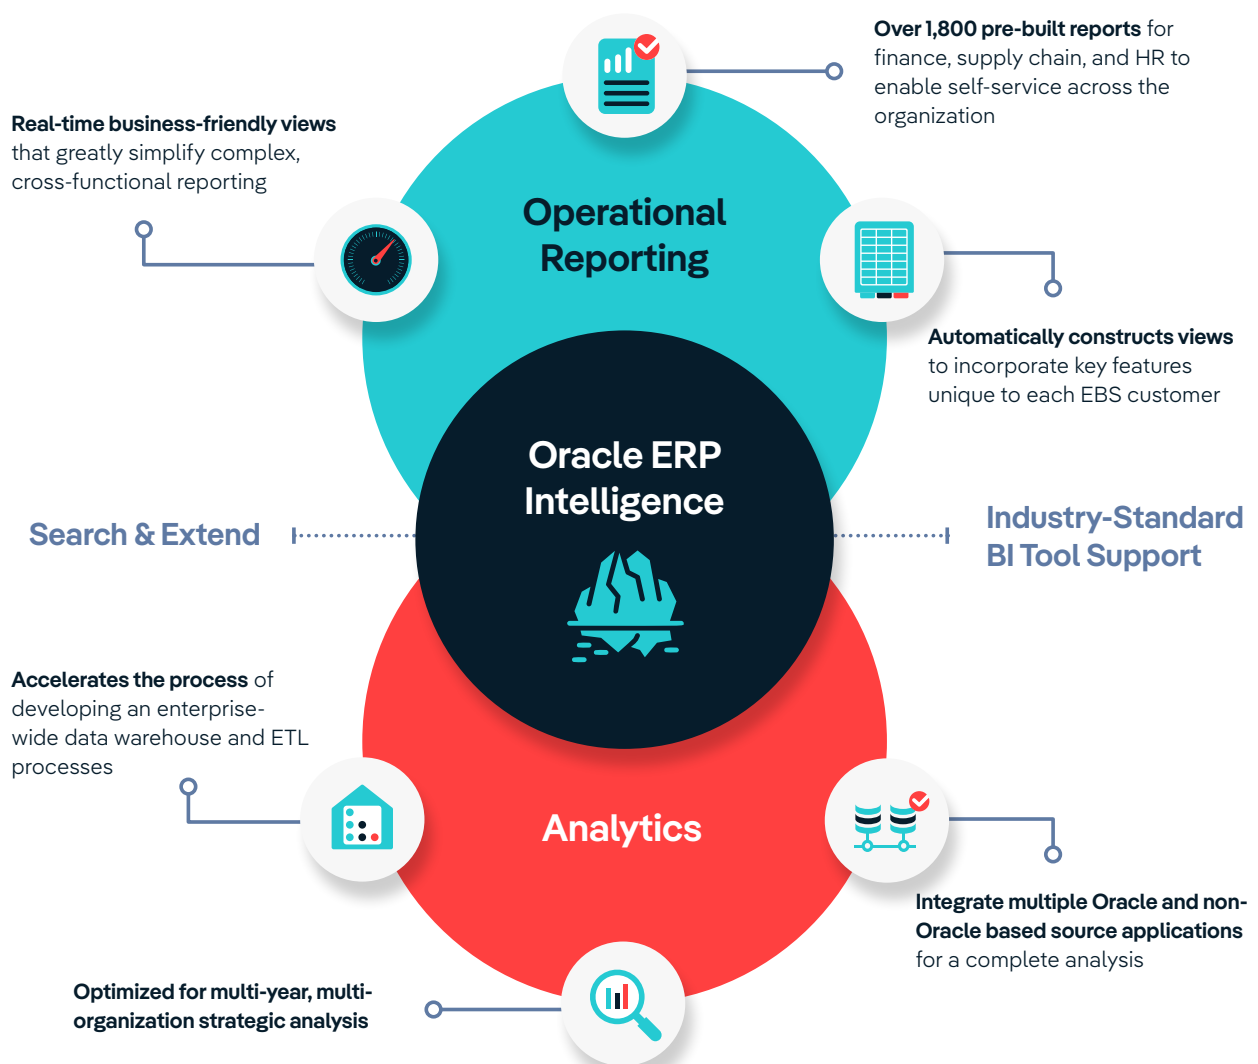 Over 1,800 pre-built reports for
finance, supply chain, and HR to
enable self-service across the
organization
Real-time business-friendly views
that greatly simplify complex,
cross-functional reporting
Operational
Reporting
Automatically constructs views
to incorporate key features
unique to each EBS customer
Oracle ERP
Intelligence
Search & Extend
Industry-Standard
BI Tool Support
Accelerates the process of
developing an enterprise-
wide data warehouse and ETL
processes
Analytics
Integrate multiple Oracle and non-
Oracle based source applications
for a complete analysis
Optimized for multi-year, multi-
organization strategic analysis